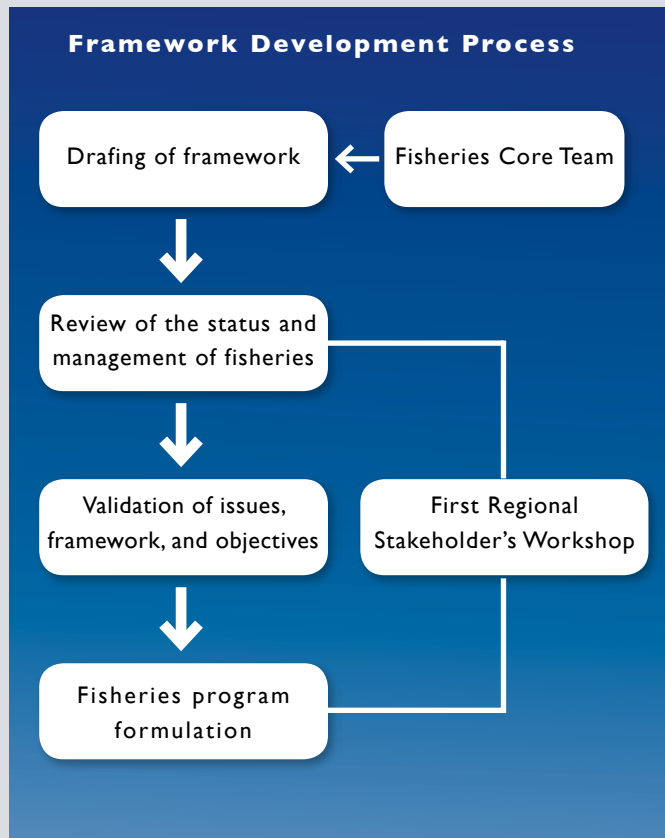 Framework Development Process
Drafing of framework
Fisheries Core Team
Review of the status and
management of fisheries
Validation of issues,
framework, and objectives
First Regional
Stakeholder's Workshop
Fisheries program
formulation